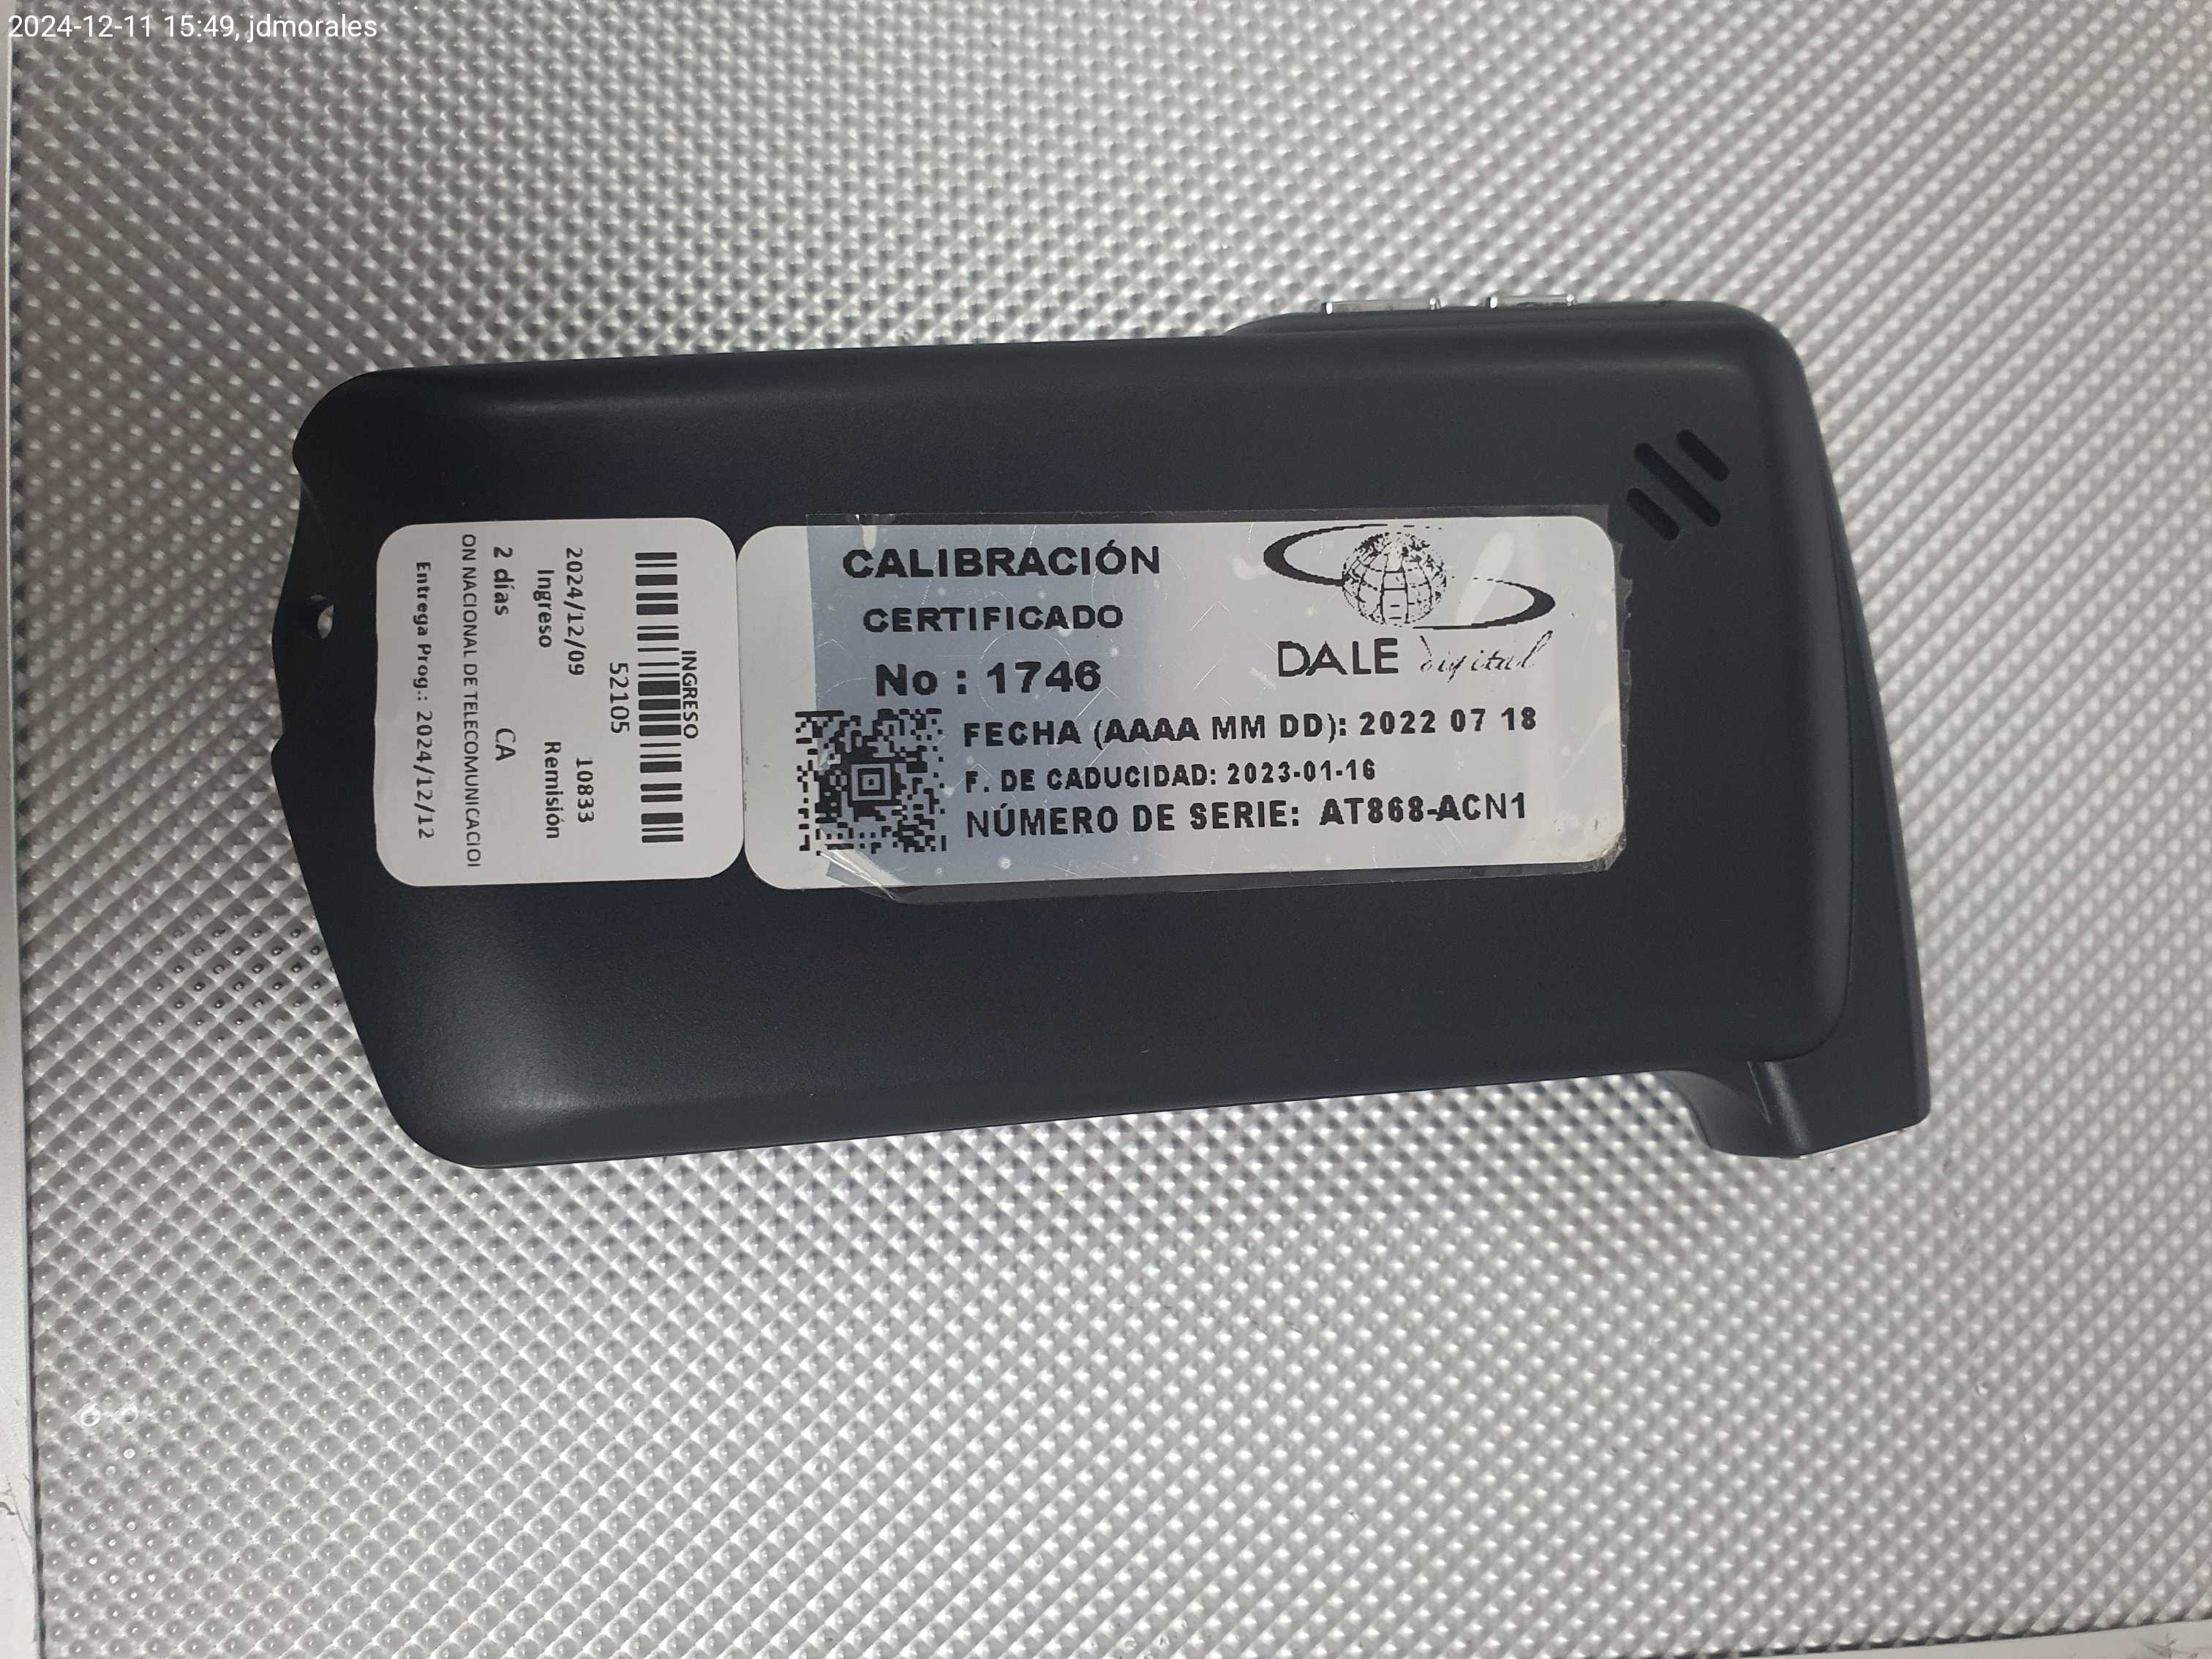 2024-12-11 15:49, jdmorales
INGRESO
52105
2024/12/09 10833
Ingreso Remisión
2 días CA
ON NACIONAL DE TELECOMUNICACIOI
Entrega Prog.: 2024/12/12
CALIBRACIÓN
CERTIFICADO
No : 1746
DALE digital
FECHA (AAAA MM DD): 2022 07 18
F. DE CADUCIDAD: 2023-01-16
NÚMERO DE SERIE: AT868-ACN1